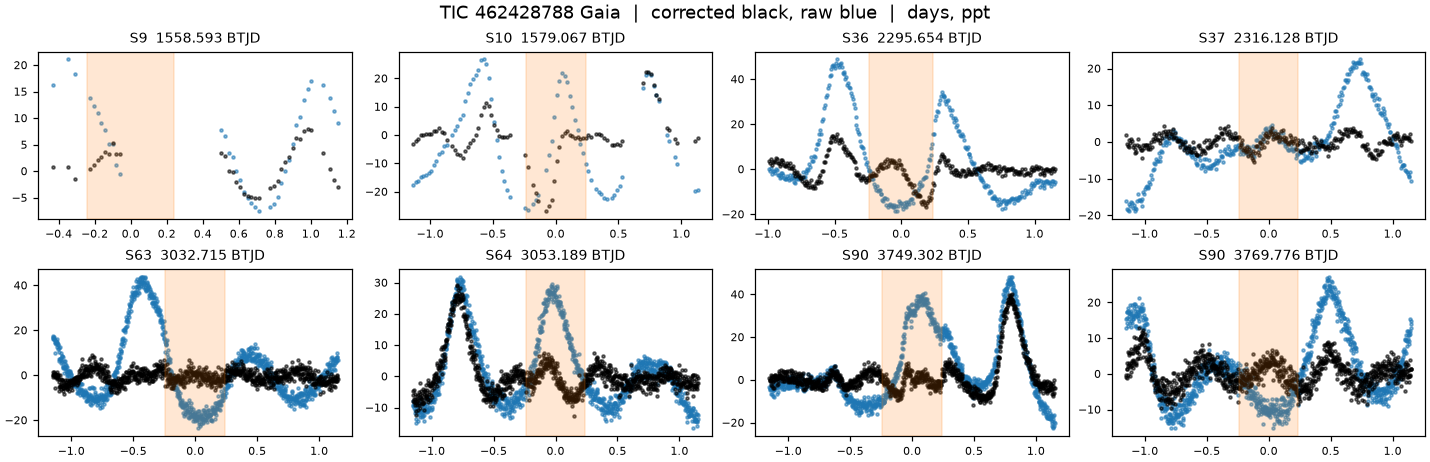 TIC 462428788 Gaia | corrected black, raw blue | days, ppt
S9 1558.593 BTJD
S10 1579.067 BTJD
S36 2295.654 BTJD
S37 2316.128 BTJD
20
15
10
5
0
−5
−0.4 −0.2 0.0 0.2 0.4 0.6 0.8 1.0 1.2
20
10
0
−10
−20
−1.0 −0.5 0.0 0.5 1.0
40
20
0
−20
−1.0 −0.5 0.0 0.5 1.0
20
10
0
−10
−20
−1.0 −0.5 0.0 0.5 1.0
S63 3032.715 BTJD
S64 3053.189 BTJD
S90 3749.302 BTJD
S90 3769.776 BTJD
40
20
0
−20
−1.0 −0.5 0.0 0.5 1.0
30
20
10
0
−10
−1.0 −0.5 0.0 0.5 1.0
40
20
0
−20
−1.0 −0.5 0.0 0.5 1.0
20
10
0
−10
−1.0 −0.5 0.0 0.5 1.0